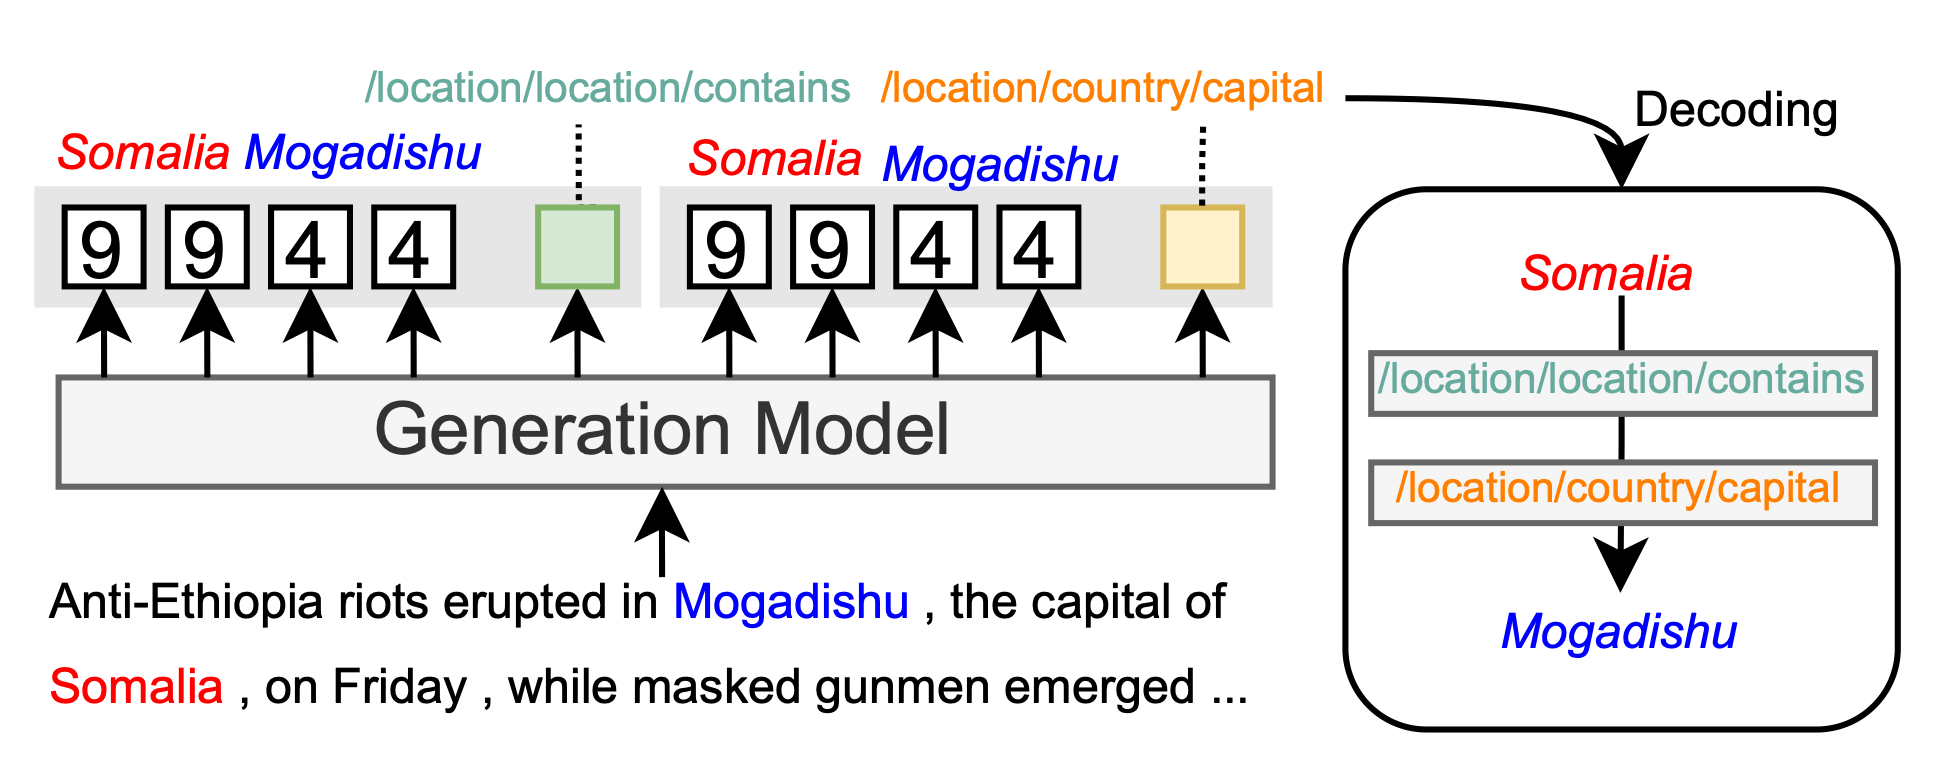 /location/location/contains /location/country/capital
Decoding
Somalia Mogadishu Somalia Mogadishu
9 9 4 4 9 9 4 4
Generation Model
Anti-Ethiopia riots erupted in Mogadishu , the capital of
Somalia , on Friday , while masked gunmen emerged ...
Somalia
/location/location/contains
/location/country/capital
Mogadishu